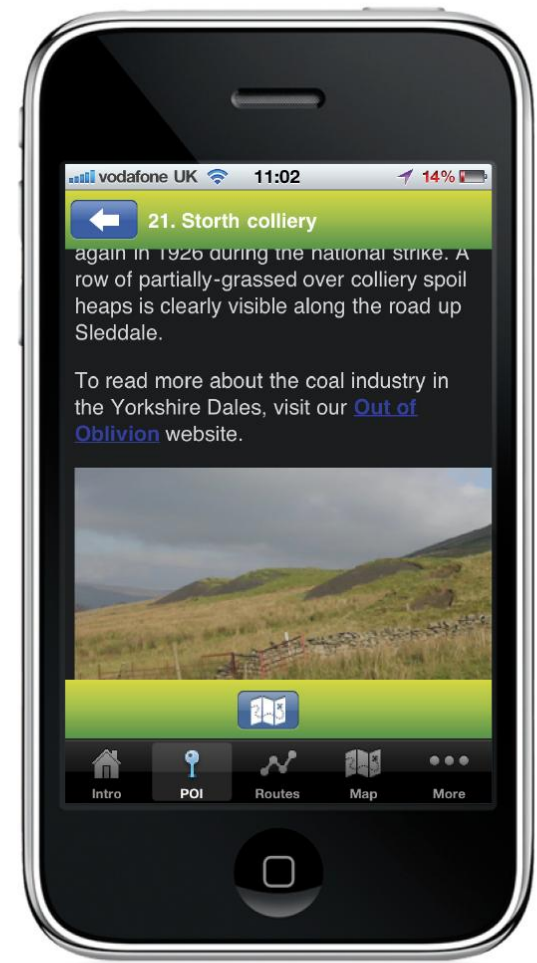 vodafone UK 11:02 14%
21. Storth colliery
again in 1926 during the national strike. A
row of partially-grassed over colliery spoil
heaps is clearly visible along the road up
Sleddale.
To read more about the coal industry in
the Yorkshire Dales, visit our Out of
Oblivion website.
Intro POI Routes Map More